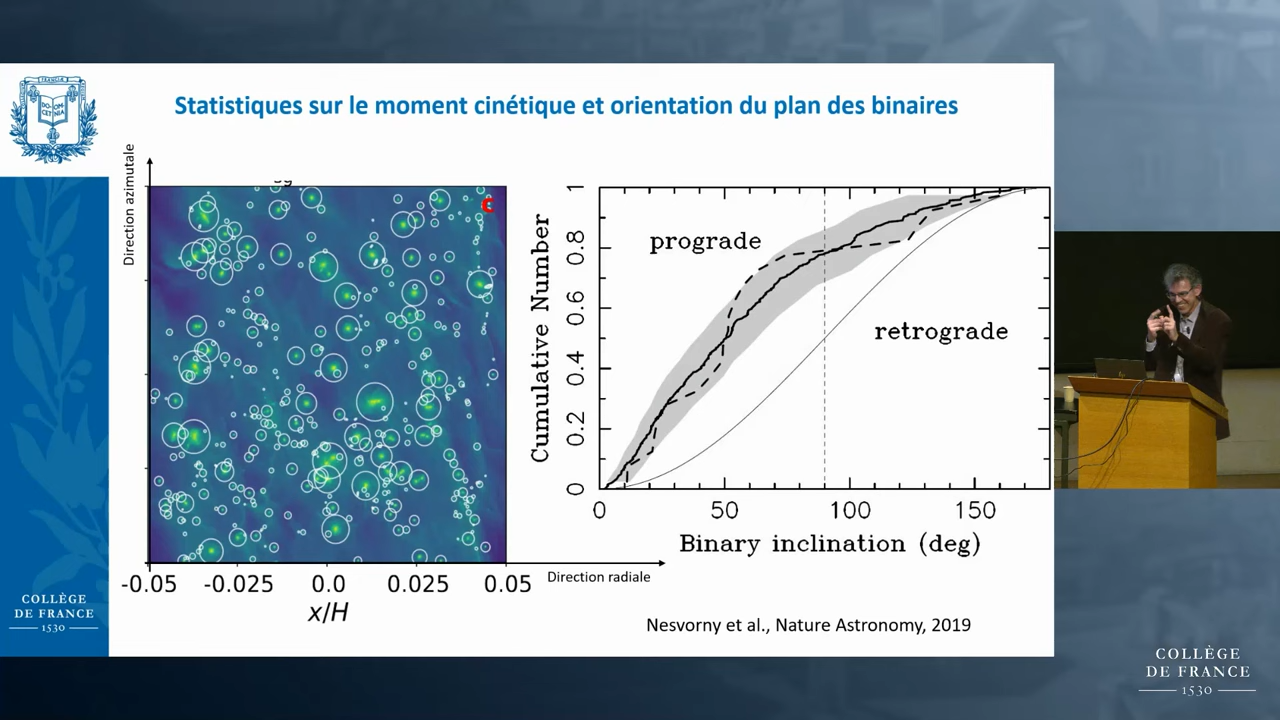 Statistiques sur le moment cinétique et orientation du plan des binaires
Direction azimutale
c
-0.05 -0.025 0.0 0.025 0.05
x/H
Direction radiale
Cumulative Number
0 0.2 0.4 0.6 0.8 1
prograde
retrograde
0 50 100 150
Binary inclination (deg)
Nesvorny et al., Nature Astronomy, 2019
COLLÈGE
DE FRANCE
1530
COLLÈGE
DE FRANCE
1530